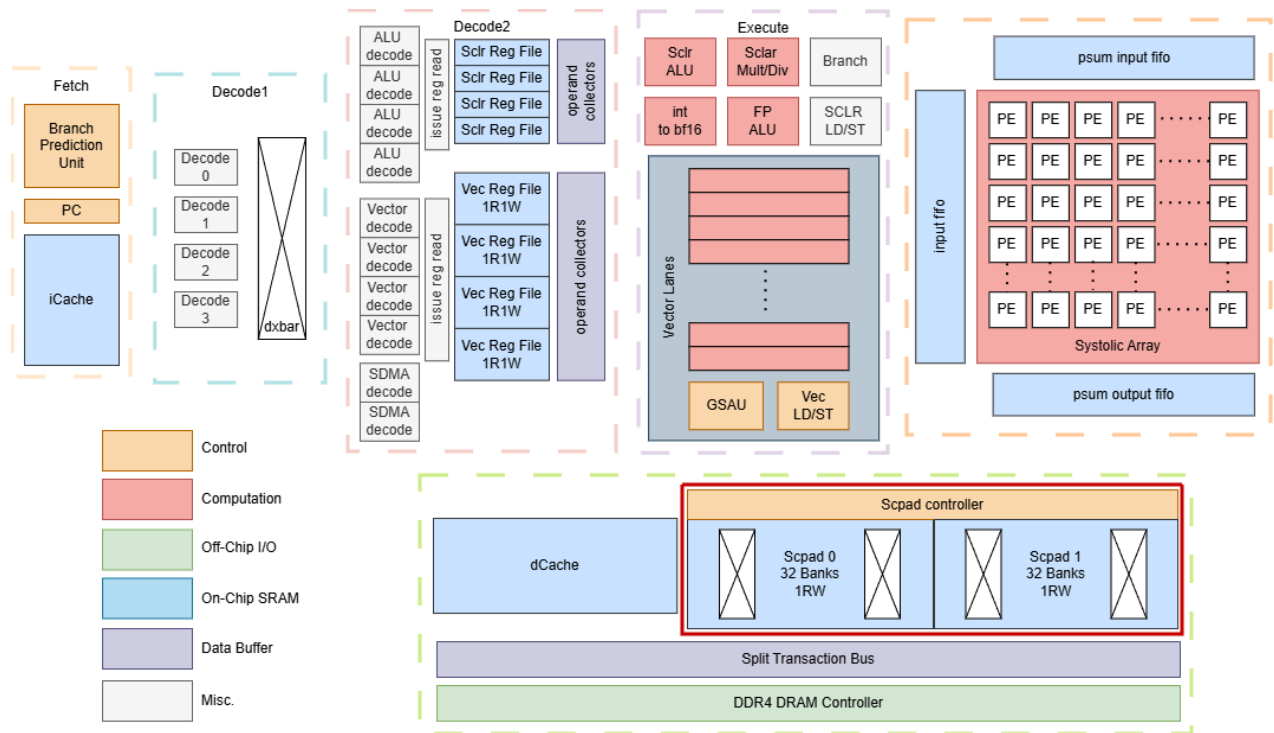 Fetch
Branch
Prediction
Unit
PC
iCache
Decode1
Decode
0
Decode
1
Decode
2
Decode
3
dxbar
Decode2
ALU
decode
ALU
decode
ALU
decode
ALU
decode
issue reg read
Sclr Reg File
Sclr Reg File
Sclr Reg File
Sclr Reg File
operand
collectors
Vector
decode
Vector
decode
Vector
decode
Vector
decode
issue reg read
Vec Reg File
1R1W
Vec Reg File
1R1W
Vec Reg File
1R1W
Vec Reg File
1R1W
operand collectors
SDMA
decode
SDMA
decode
Execute
Sclr
ALU
Sclar
Mult/Div
Branch
int
to bf16
FP
ALU
SCLR
LD/ST
Vector Lanes
GSAU
Vec
LD/ST
psum input fifo
input fifo
PE PE PE PE PE
PE PE PE PE PE
PE PE PE PE PE
PE PE PE PE PE
PE PE PE PE PE
Systolic Array
psum output fifo
Control
Computation
Off-Chip I/O
On-Chip SRAM
Data Buffer
Misc.
dCache
Scpad controller
Scpad 0
32 Banks
1RW
Scpad 1
32 Banks
1RW
Split Transaction Bus
DDR4 DRAM Controller